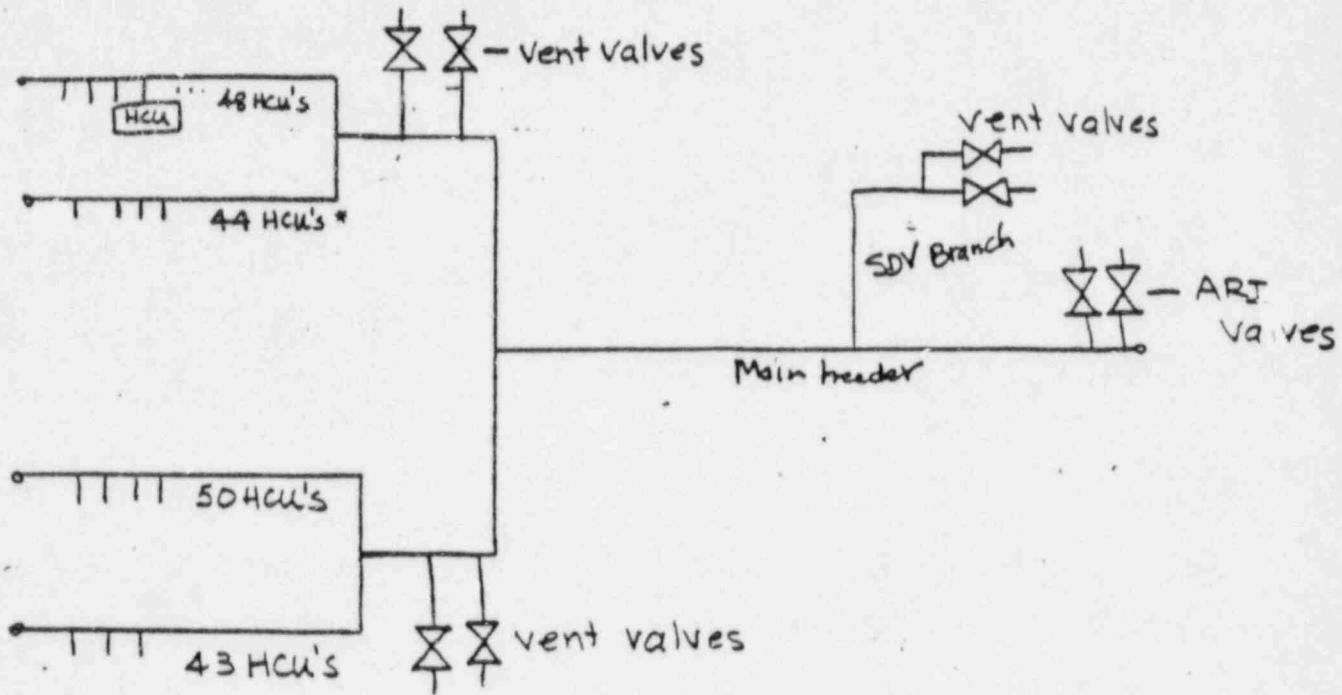 vent valves
48 HCU's
HCU
44 HCU's *
vent valves
SDV Branch
ARI
Valves
Main header
50 HCU's
43 HCU's
vent valves